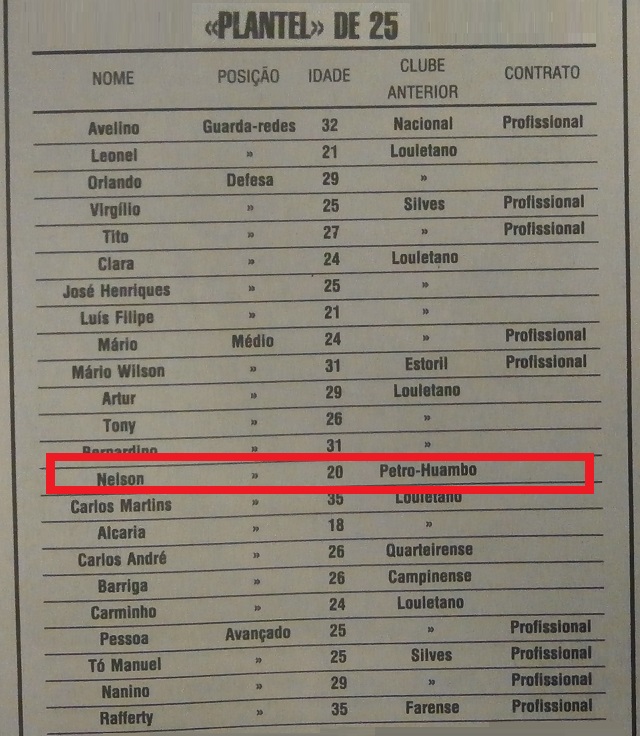 «PLANTEL» DE 25
NOME POSIÇÃO IDADE CLUBE ANTERIOR CONTRATO
Avelino Guarda-redes 32 Nacional Profissional
Leonel » 21 Louletano
Orlando Defesa 29 »
Virgílio » 25 Silves Profissional
Tito » 27 » Profissional
Clara » 24 Louletano
José Henriques » 25 »
Luís Filipe » 21 »
Mário Médio 24 » Profissional
Mário Wilson » 31 Estoril Profissional
Artur » 29 Louletano
Tony » 26 »
Bernardino » 31 »
Nelson » 20 Petro-Huambo
Carlos Martins » 35 Louletano
Alcaria » 18 »
Carlos André » 26 Quarteirense
Barriga » 26 Campinense
Carminho » 24 Louletano
Pessoa Avançado 25 » Profissional
Tó Manuel » 25 Silves Profissional
Nanino » 29 » Profissional
Rafferty » 35 Farense Profissional